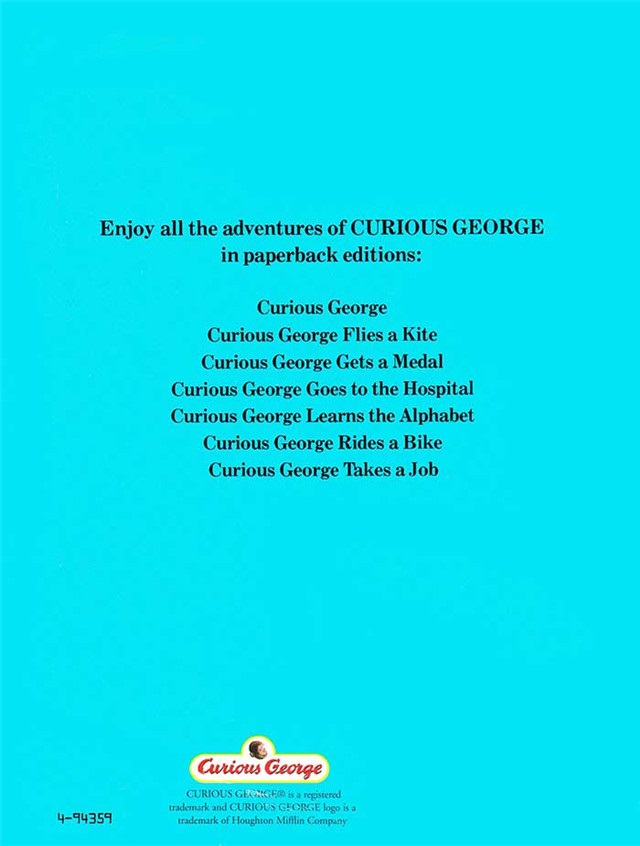 Enjoy all the adventures of CURIOUS GEORGE
in paperback editions:
Curious George
Curious George Flies a Kite
Curious George Gets a Medal
Curious George Goes to the Hospital
Curious George Learns the Alphabet
Curious George Rides a Bike
Curious George Takes a Job
Curious George
CURIOUS GEORGE® is a registered
trademark and CURIOUS GEORGE logo is a
trademark of Houghton Mifflin Company
4-94359